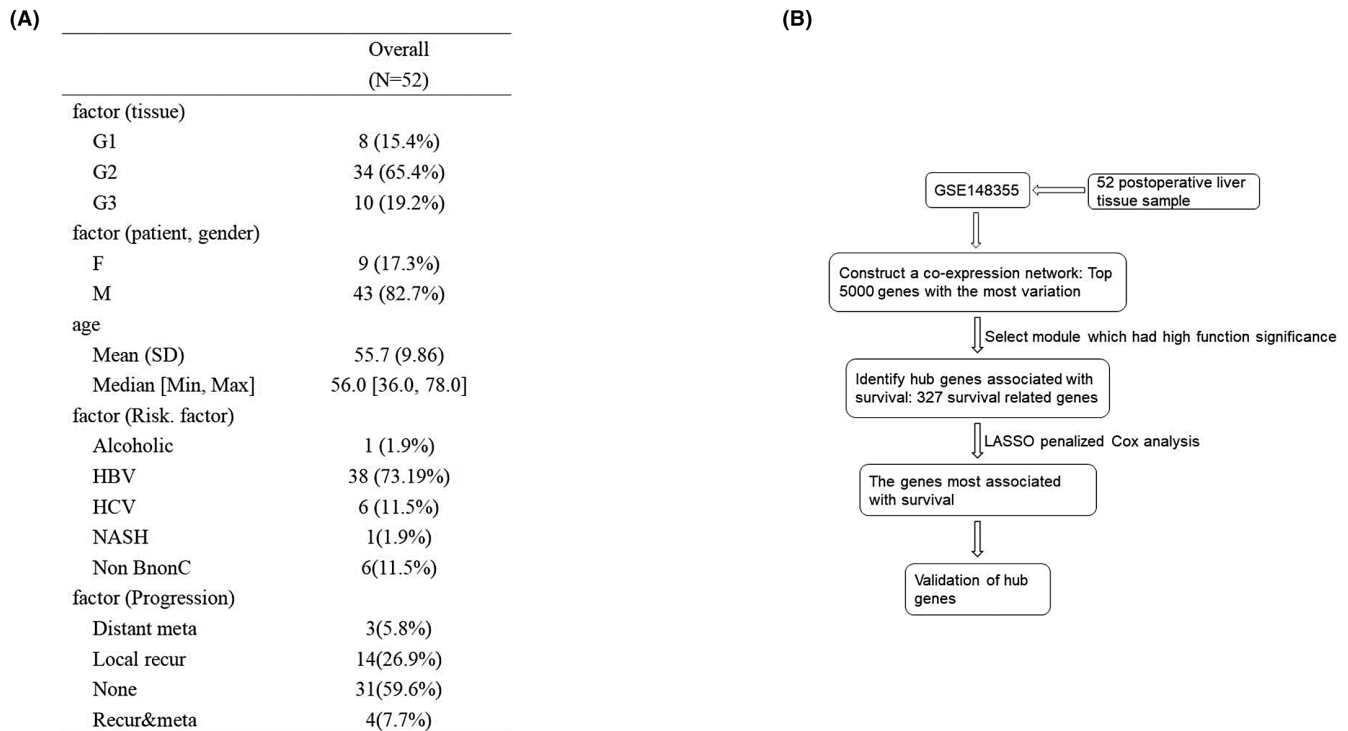 (A)
Overall
(N=52)
factor (tissue)
G1 8 (15.4%)
G2 34 (65.4%)
G3 10 (19.2%)
factor (patient, gender)
F 9 (17.3%)
M 43 (82.7%)
age
Mean (SD) 55.7 (9.86)
Median [Min, Max] 56.0 [36.0, 78.0]
factor (Risk. factor)
Alcoholic 1 (1.9%)
HBV 38 (73.19%)
HCV 6 (11.5%)
NASH 1(1.9%)
Non BnonC 6(11.5%)
factor (Progression)
Distant meta 3(5.8%)
Local recur 14(26.9%)
None 31(59.6%)
Recur&meta 4(7.7%)
(B)
GSE148355
52 postoperative liver
tissue sample
Construct a co-expression network: Top
5000 genes with the most variation
Select module which had high function significance
Identify hub genes associated with
survival: 327 survival related genes
LASSO penalized Cox analysis
The genes most associated
with survival
Validation of hub
genes